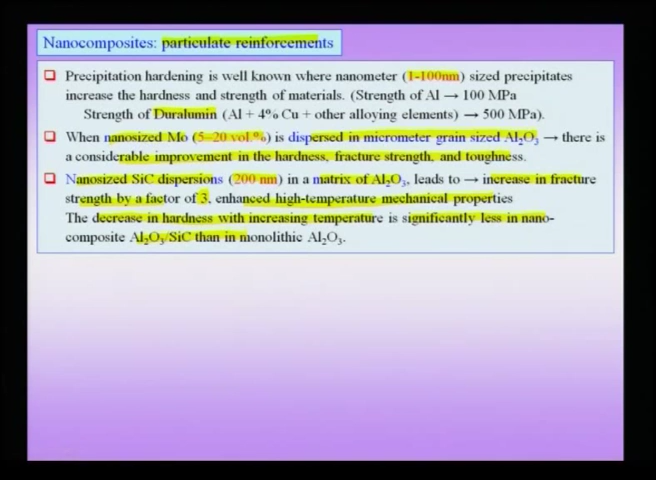 Nanocomposites: particulate reinforcements
❑ Precipitation hardening is well known where nanometer (1-100nm) sized precipitates
increase the hardness and strength of materials. (Strength of Al → 100 MPa
Strength of Duralumin (Al + 4% Cu + other alloying elements) → 500 MPa).
❑ When nanosized Mo (5–20 vol.%) is dispersed in micrometer grain sized Al₂O₃ → there is
a considerable improvement in the hardness, fracture strength, and toughness.
❑ Nanosized SiC dispersions (200 nm) in a matrix of Al₂O₃, leads to → increase in fracture
strength by a factor of 3, enhanced high-temperature mechanical properties
The decrease in hardness with increasing temperature is significantly less in nano-
composite Al₂O₃/SiC than in monolithic Al₂O₃.